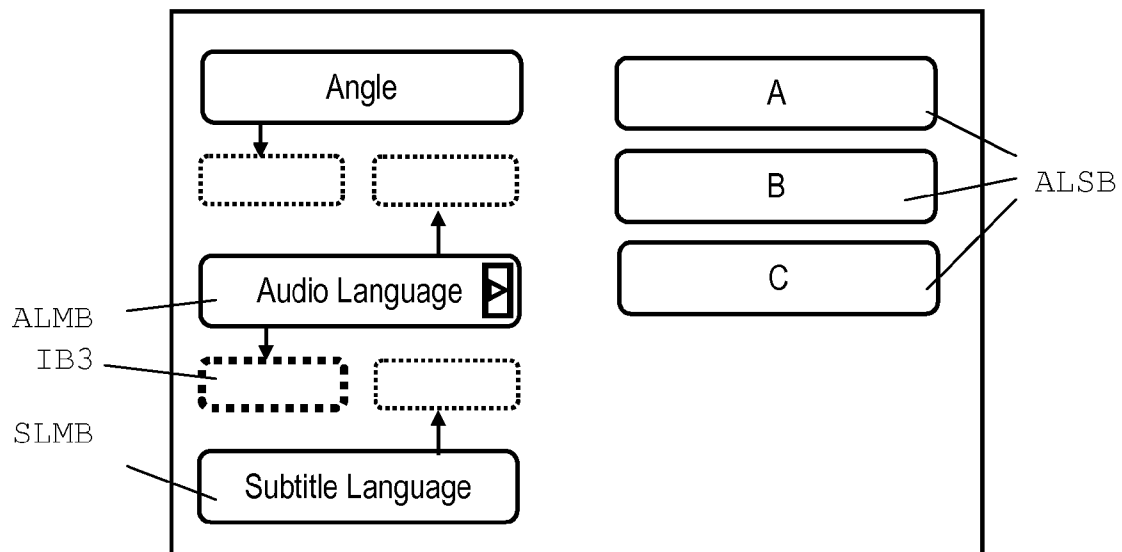 Angle
A
B
ALSB
Audio Language
C
ALMB
IB3
SLMB
Subtitle Language